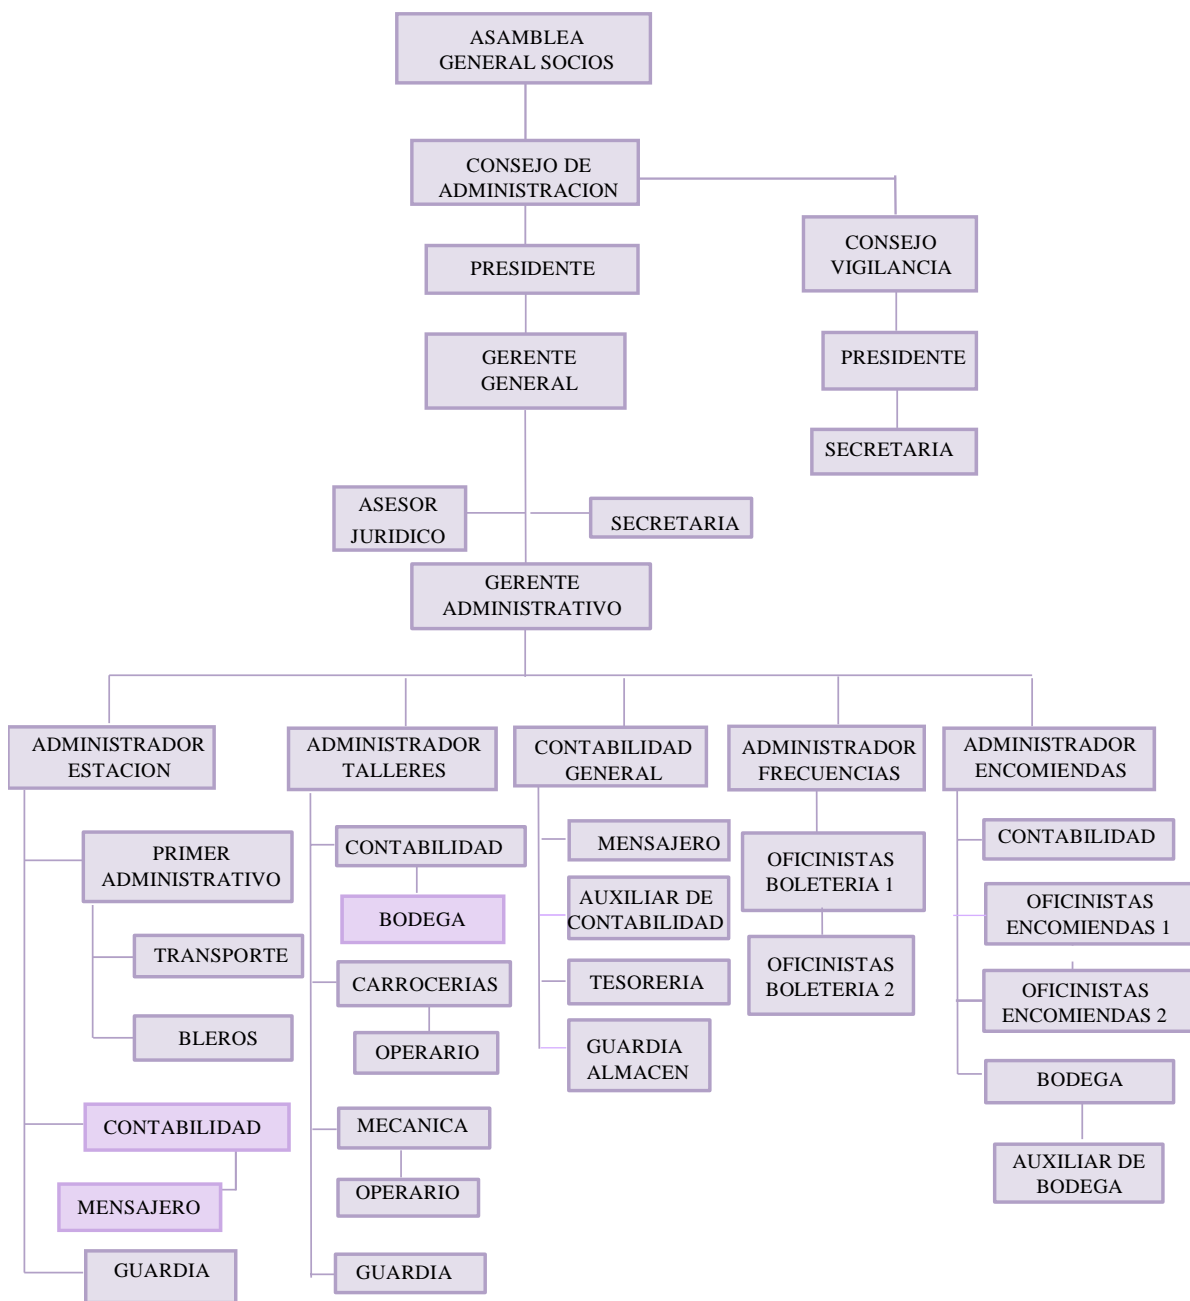 ASAMBLEA
GENERAL SOCIOS
CONSEJO DE
ADMINISTRACION
CONSEJO
VIGILANCIA
PRESIDENTE
GERENTE
GENERAL
PRESIDENTE
SECRETARIA
ASESOR
JURIDICO
SECRETARIA
GERENTE
ADMINISTRATIVO
ADMINISTRADOR
ESTACION
PRIMER
ADMINISTRATIVO
TRANSPORTE
BLEROS
CONTABILIDAD
MENSAJERO
GUARDIA
ADMINISTRADOR
TALLERES
CONTABILIDAD
BODEGA
CARROCERIAS
OPERARIO
MECANICA
OPERARIO
GUARDIA
CONTABILIDAD
GENERAL
MENSAJERO
AUXILIAR DE
CONTABILIDAD
TESORERIA
GUARDIA
ALMACEN
ADMINISTRADOR
FRECUENCIAS
OFICINISTAS
BOLETERIA 1
OFICINISTAS
BOLETERIA 2
ADMINISTRADOR
ENCOMIENDAS
CONTABILIDAD
OFICINISTAS
ENCOMIENDAS 1
OFICINISTAS
ENCOMIENDAS 2
BODEGA
AUXILIAR DE
BODEGA